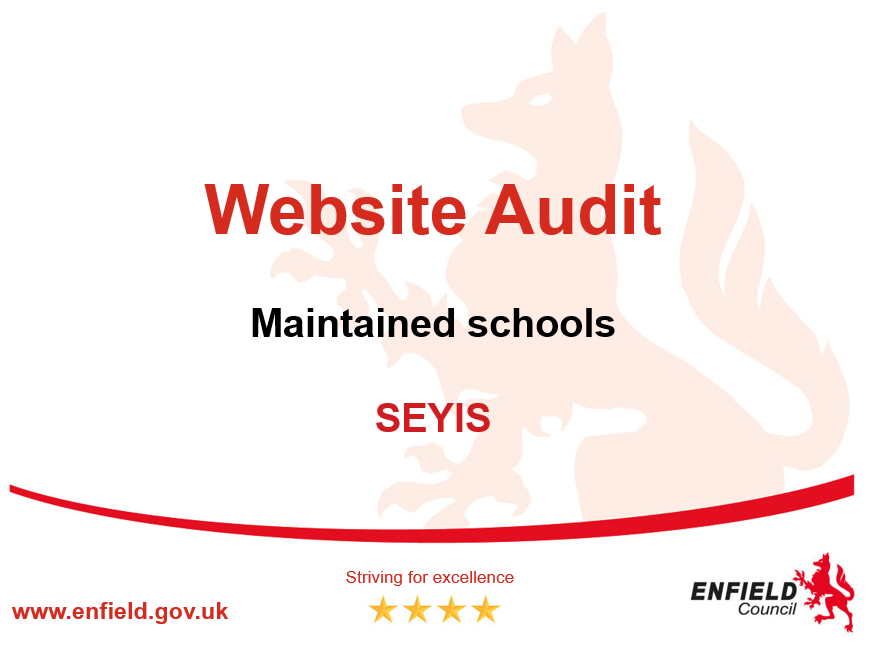 Website Audit
Maintained schools
SEYIS
Striving for excellence
www.enfield.gov.uk
ENFIELD
Council